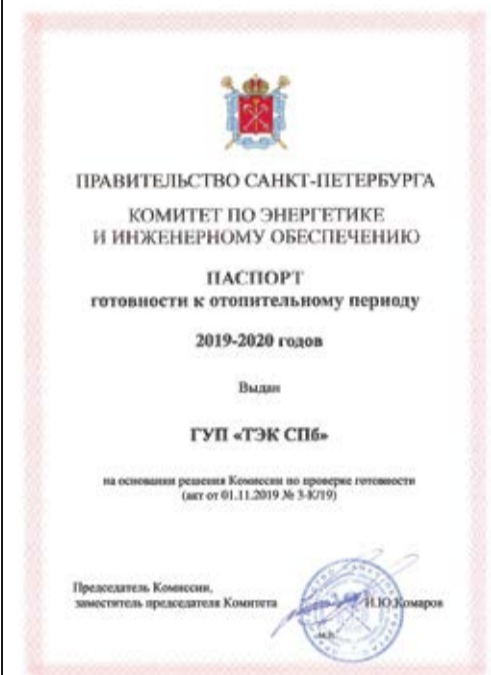 ПРАВИТЕЛЬСТВО САНКТ-ПЕТЕРБУРГА
КОМИТЕТ ПО ЭНЕРГЕТИКЕ
И ИНЖЕНЕРНОМУ ОБЕСПЕЧЕНИЮ
ПАСПОРТ
готовности к отопительному периоду
2019-2020 годов
Выдан
ГУП «ТЭК СПб»
на основании решения Комиссии по проверке готовности
(акт от 01.11.2019 № 3-К/19)
Председатель Комиссии,
заместитель председателя Комитета
И.Ю.Комаров
М.П.